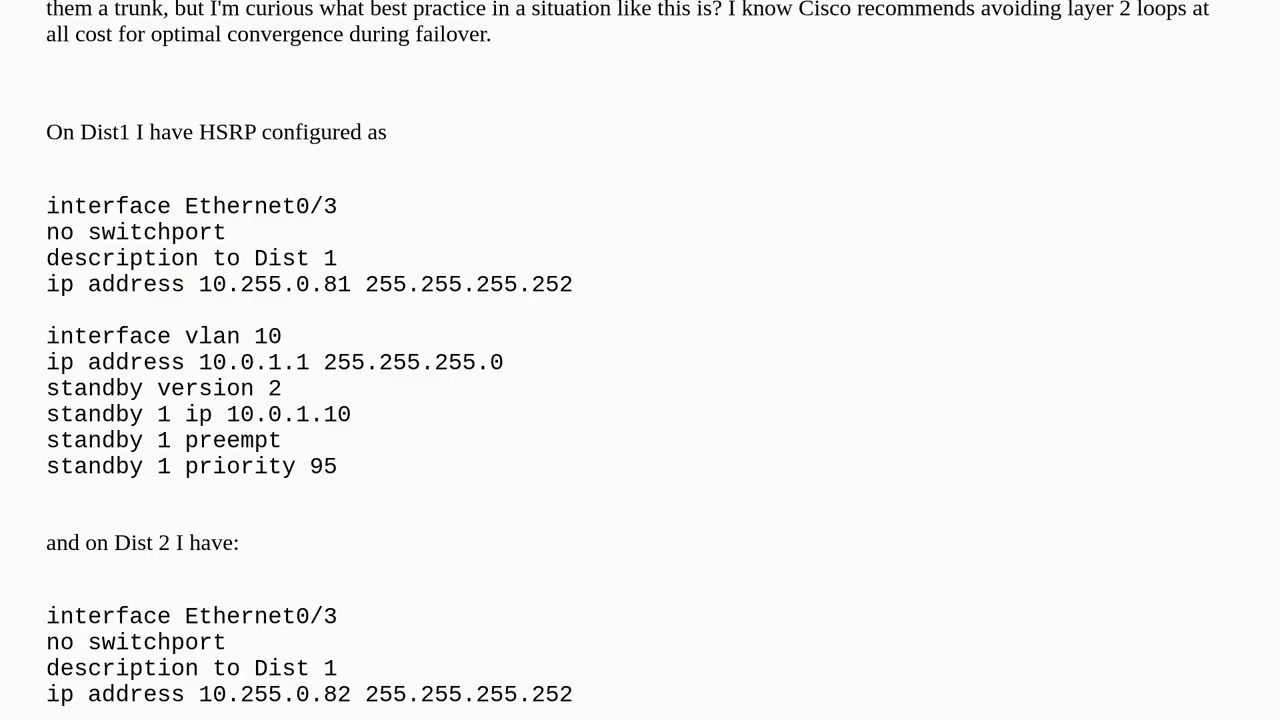 them a trunk, but I'm curious what best practice in a situation like this is? I know Cisco recommends avoiding layer 2 loops at
all cost for optimal convergence during failover.
On Dist1 I have HSRP configured as
interface Ethernet0/3
no switchport
description to Dist 1
ip address 10.255.0.81 255.255.255.252
interface vlan 10
ip address 10.0.1.1 255.255.255.0
standby version 2
standby 1 ip 10.0.1.10
standby 1 preempt
standby 1 priority 95
and on Dist 2 I have:
interface Ethernet0/3
no switchport
description to Dist 1
ip address 10.255.0.82 255.255.255.252